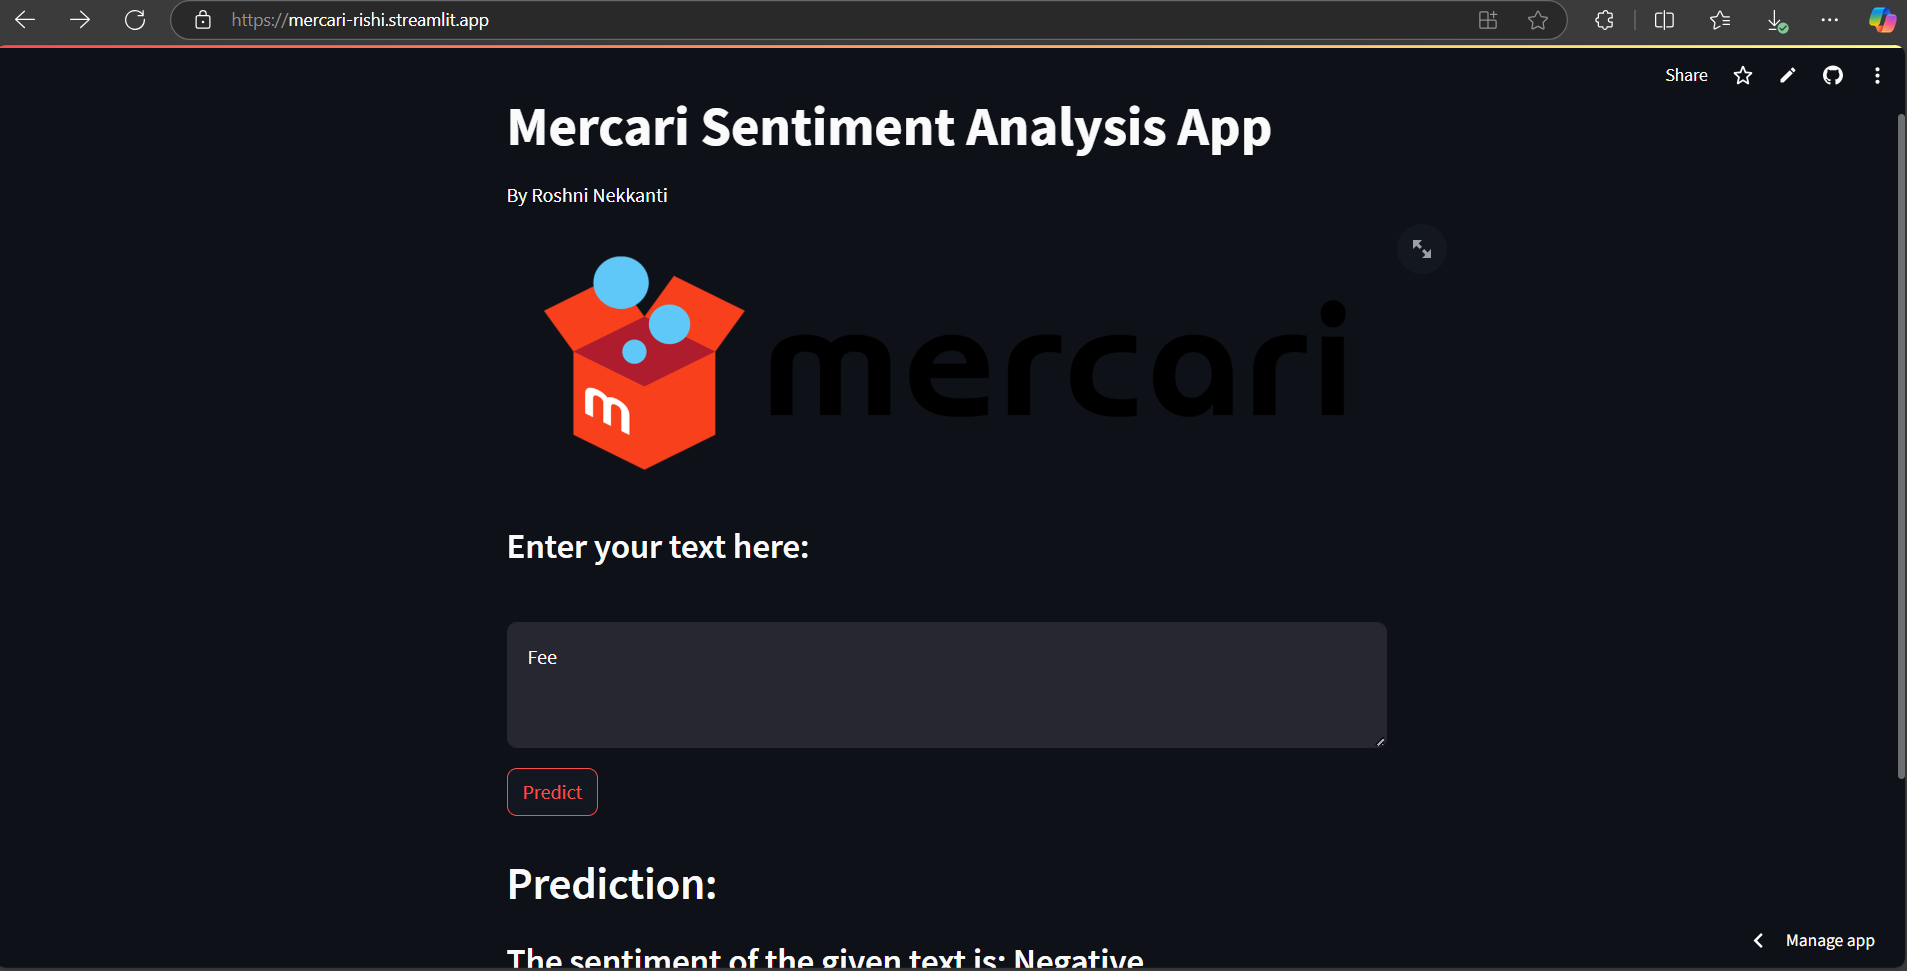 https://mercari-rishi.streamlit.app
Share
Mercari Sentiment Analysis App
By Roshni Nekkanti
m
mercari
Enter your text here:
Fee
Predict
Prediction:
The sentiment of the given text is: Negative
Manage app